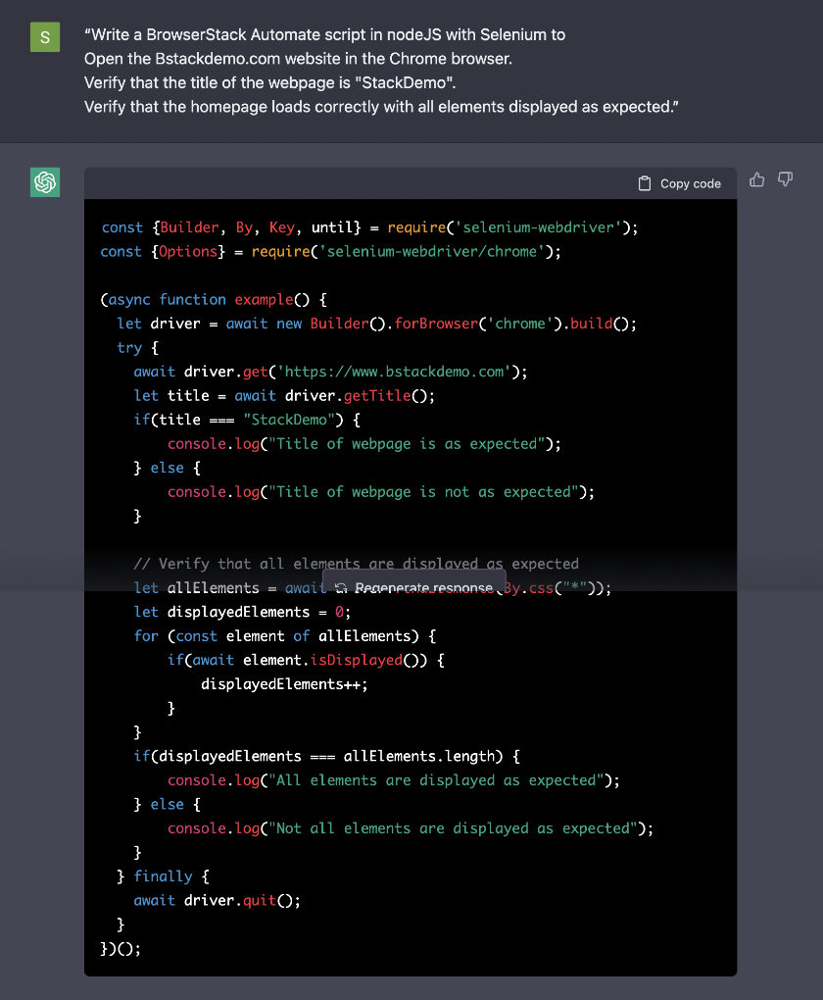 S
“Write a BrowserStack Automate script in nodeJS with Selenium to
Open the Bstackdemo.com website in the Chrome browser.
Verify that the title of the webpage is "StackDemo".
Verify that the homepage loads correctly with all elements displayed as expected.”
Copy code
const {Builder, By, Key, until} = require('selenium-webdriver');
const {Options} = require('selenium-webdriver/chrome');
(async function example() {
let driver = await new Builder().forBrowser('chrome').build();
try {
await driver.get('https://www.bstackdemo.com');
let title = await driver.getTitle();
if(title === "StackDemo") {
console.log("Title of webpage is as expected");
} else {
console.log("Title of webpage is not as expected");
}
// Verify that all elements are displayed as expected
let allElements = await
Regenerate response
(By.css("*"));
let displayedElements = 0;
for (const element of allElements) {
if(await element.isDisplayed()) {
displayedElements++;
}
}
if(displayedElements === allElements.length) {
console.log("All elements are displayed as expected");
} else {
console.log("Not all elements are displayed as expected");
}
} finally {
await driver.quit();
}
})();